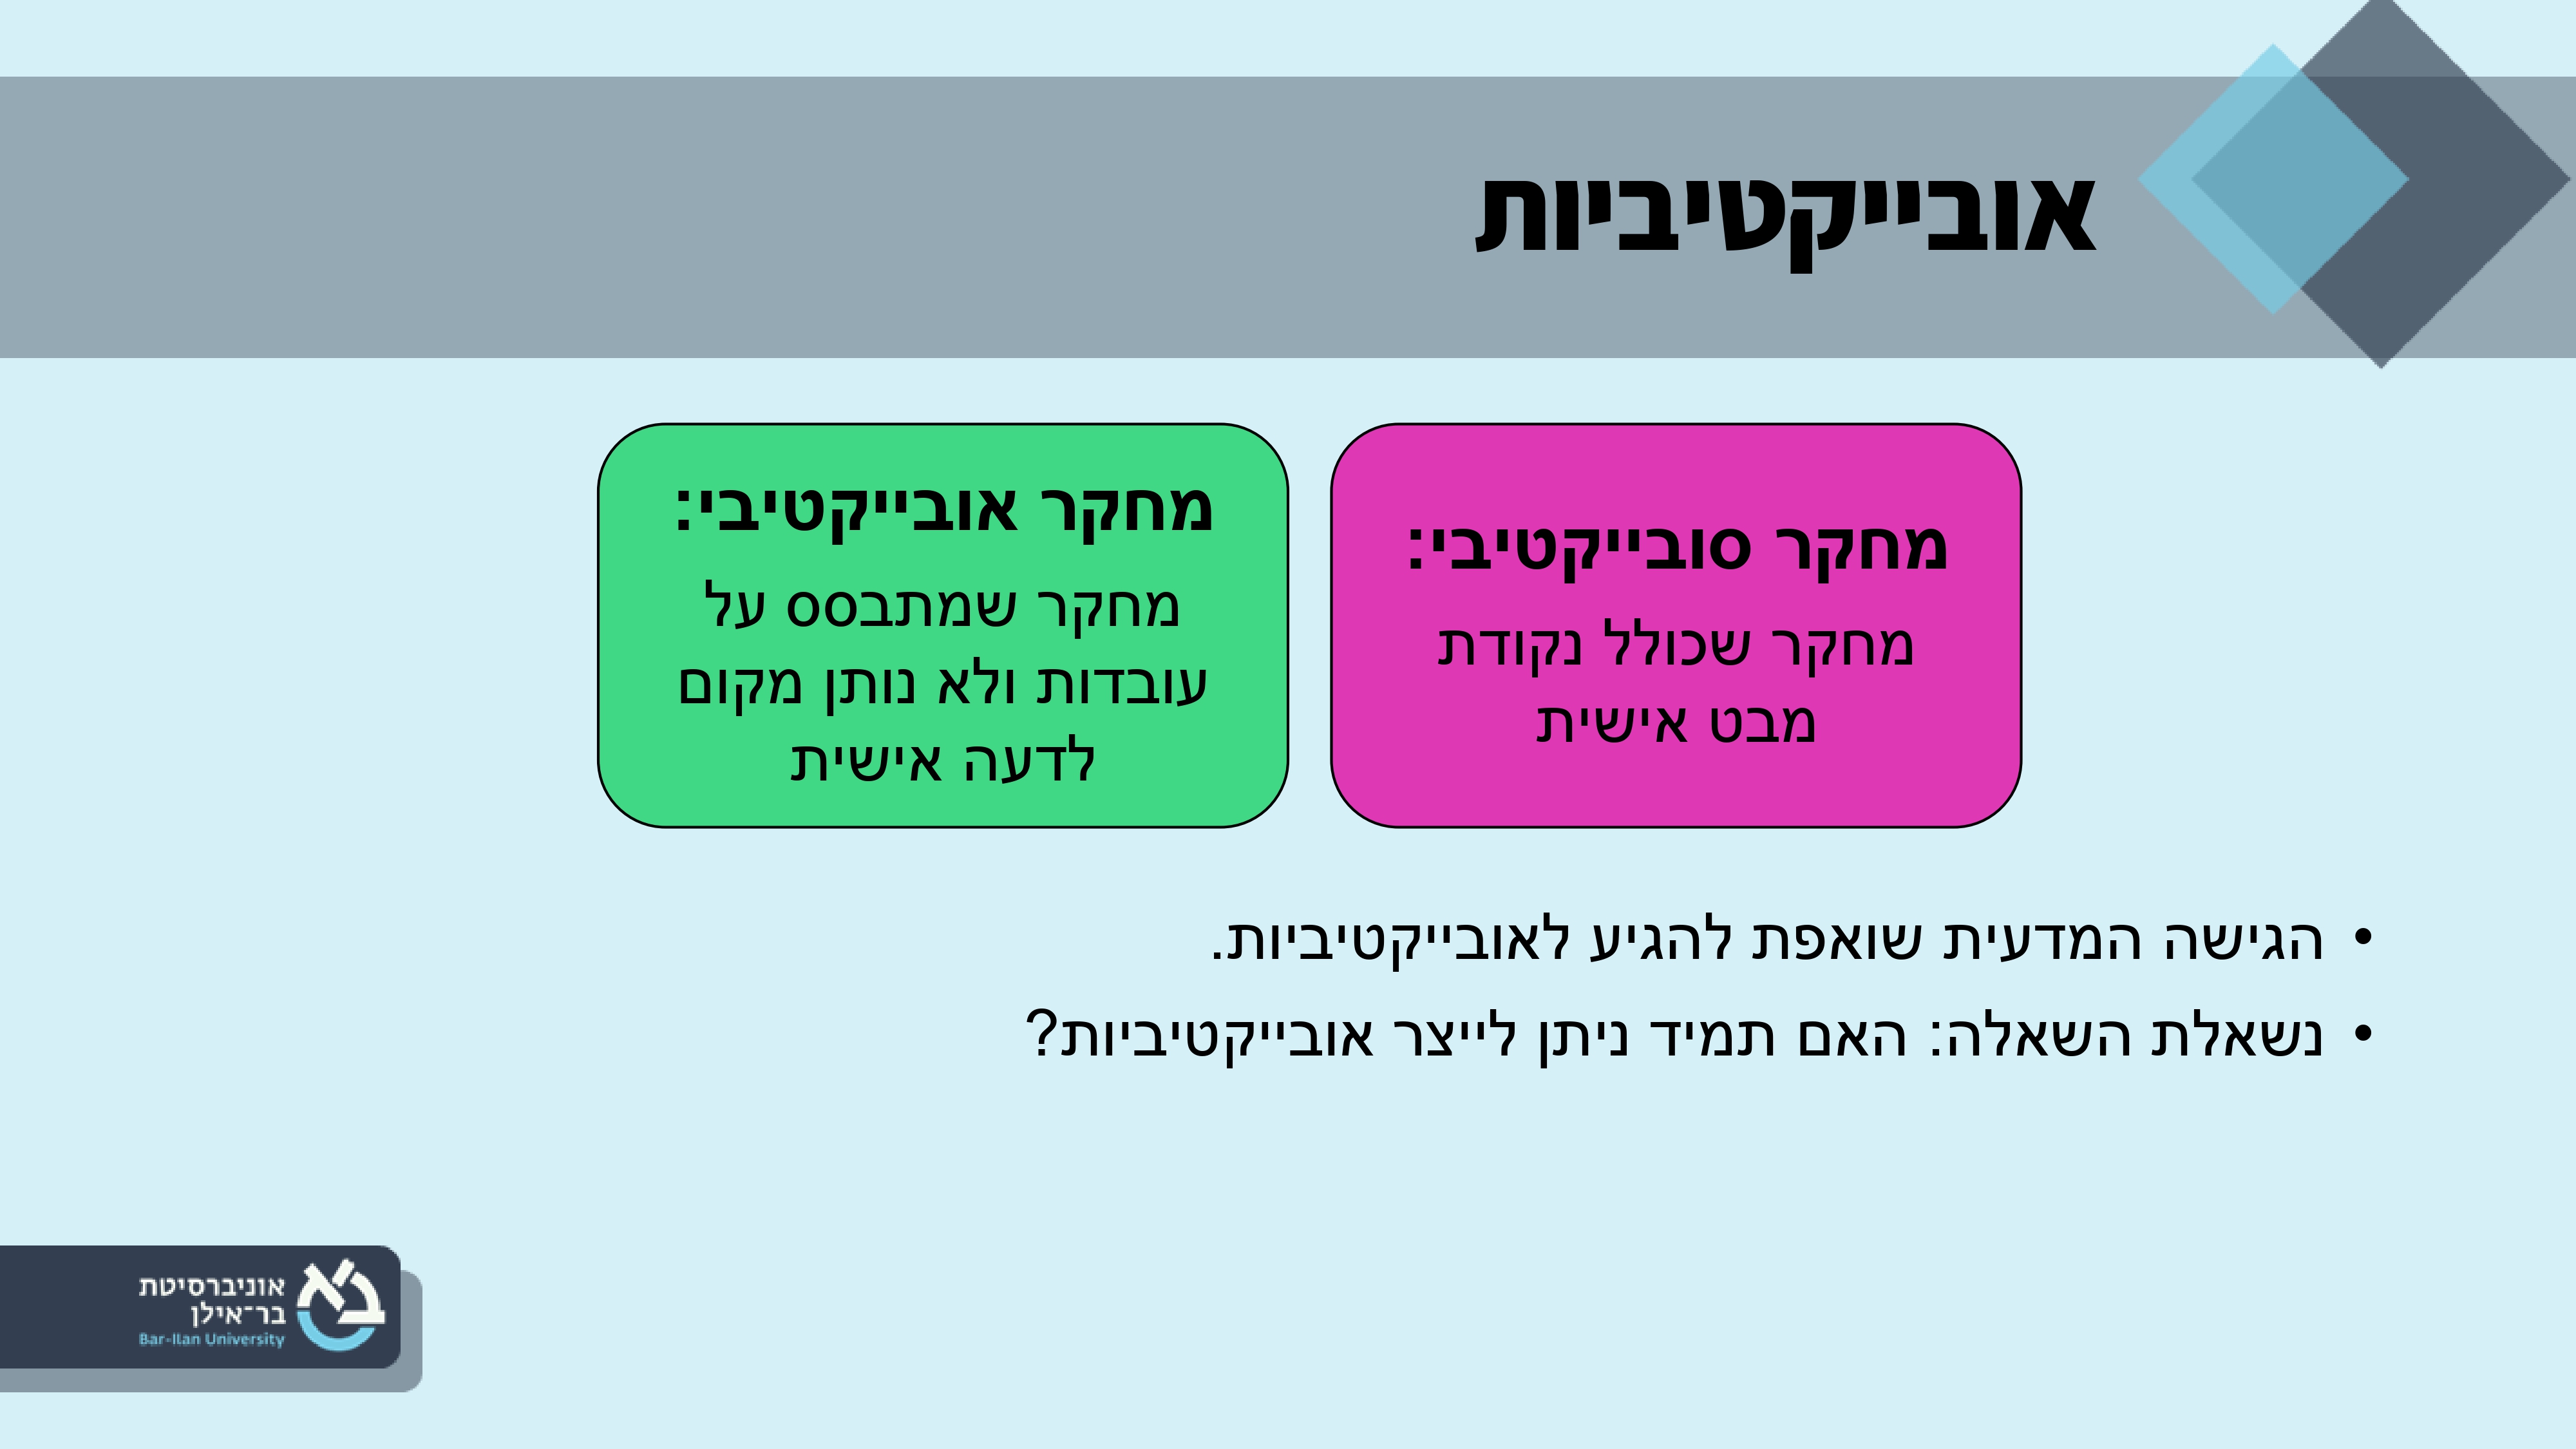 אובייקטיביות
מחקר סובייקטיבי:
מחקר שכולל נקודת
מבט אישית
מחקר אובייקטיבי:
מחקר שמתבסס על
עובדות ולא נותן מקום
לדעה אישית
• הגישה המדעית שואפת להגיע לאובייקטיביות.
• נשאלת השאלה: האם תמיד ניתן לייצר אובייקטיביות?
אוניברסיטת
בר־אילן
Bar-Ilan University